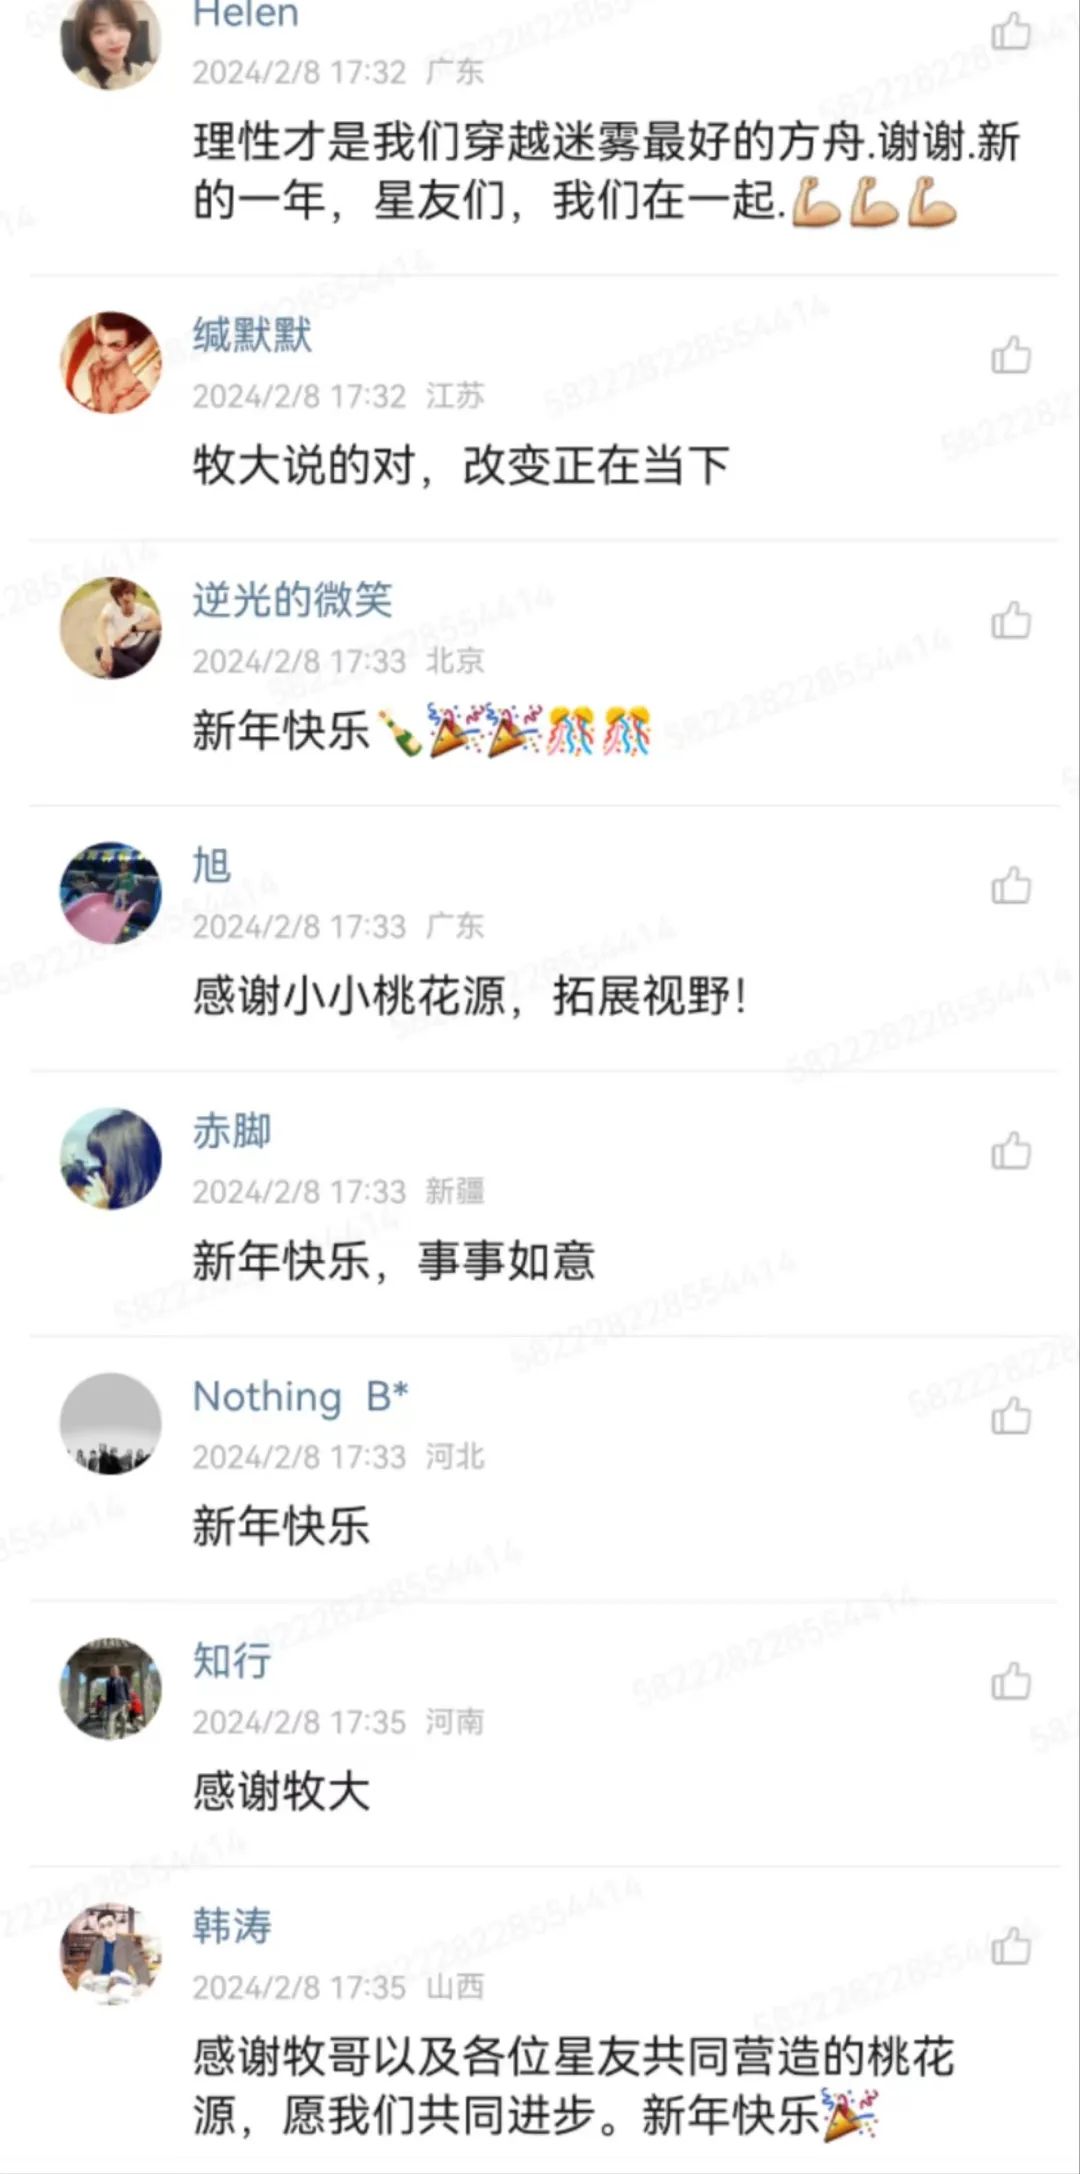 Helen
2024/2/8 17:32 广东
理性才是我们穿越迷雾最好的方舟.谢谢.新
的一年，星友们，我们在一起.💪💪💪
缄默默
2024/2/8 17:32 江苏
牧大说的对，改变正在当下
逆光的微笑
2024/2/8 17:33 北京
新年快乐🍾🎉🎉🎊🎊
旭
2024/2/8 17:33 广东
感谢小小桃花源，拓展视野！
赤脚
2024/2/8 17:33 新疆
新年快乐，事事如意
Nothing B*
2024/2/8 17:33 河北
新年快乐
知行
2024/2/8 17:35 河南
感谢牧大
韩涛
2024/2/8 17:35 山西
感谢牧哥以及各位星友共同营造的桃花
源，愿我们共同进步。新年快乐🎉
582228228554414